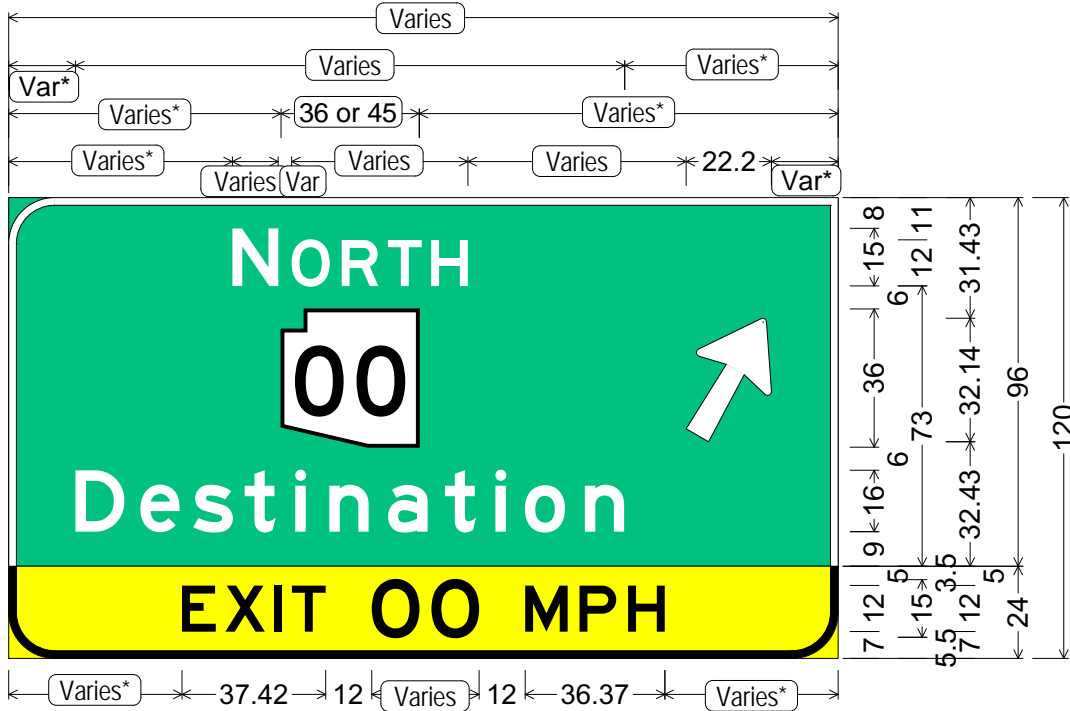 Varies
Var* Varies Varies*
Varies* 36 or 45 Varies*
Varies* Varies Var Varies Varies 22.2 Var*
NORTH
00
Destination
EXIT 00 MPH
8 15 6 36 6 16 9
11 12 73
31.43 32.14 32.43
96
120
7 12 5
5.5 15 3.5
7 12 5
24
Varies* 37.42 12 Varies 12 36.37 Varies*